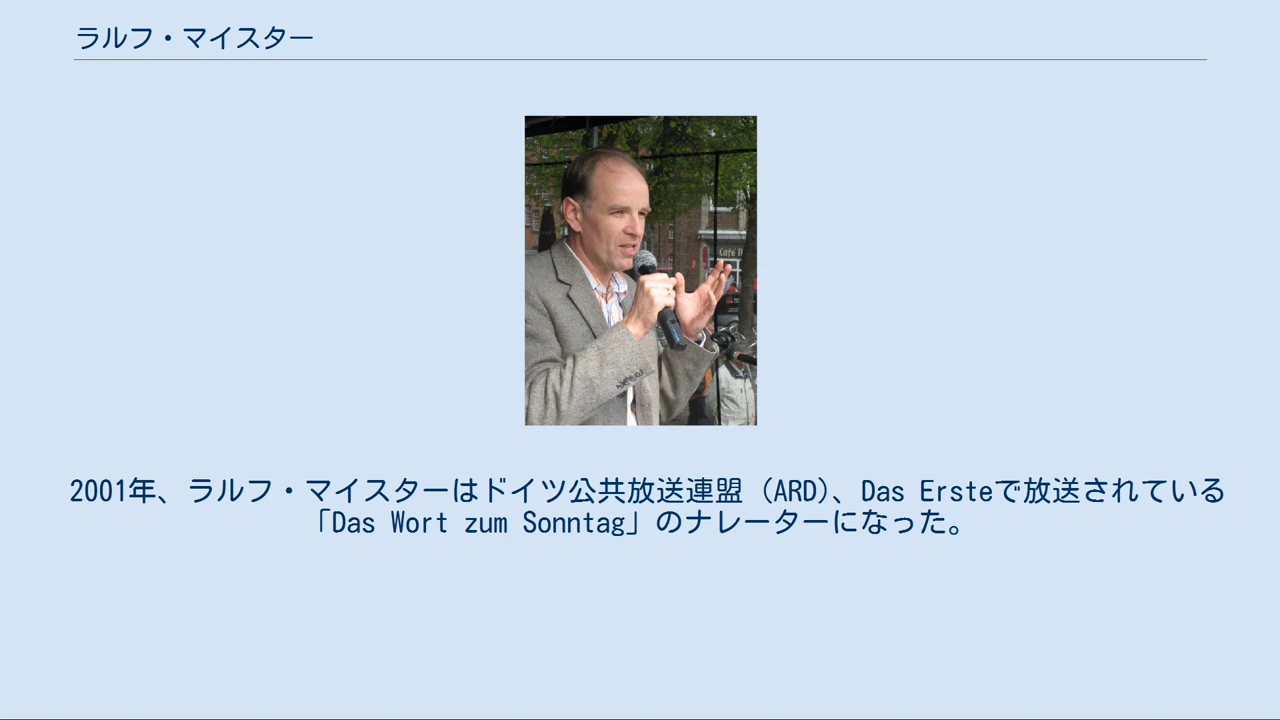 ラルフ・マイスター
Café
2001年、ラルフ・マイスターはドイツ公共放送連盟 (ARD)、Das Ersteで放送されている
「Das Wort zum Sonntag」のナレーターになった。